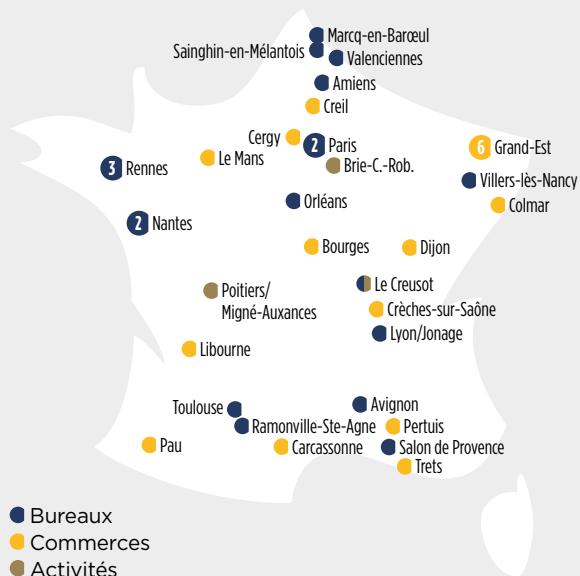 Marcq-en-Barœul
Sainghin-en-Mélantois
Valenciennes
Amiens
Creil
Cergy
2 Paris
6 Grand-Est
Le Mans
Brie-C.-Rob.
3 Rennes
Villers-lès-Nancy
Orléans
Colmar
2 Nantes
Bourges
Dijon
Le Creusot
Poitiers/
Migné-Auxances
Crèches-sur-Saône
Lyon/Jonage
Libourne
Toulouse
Avignon
Ramonville-Ste-Agne
Pertuis
Pau
Carcassonne
Salon de Provence
Trets
Bureaux
Commerces
Activités